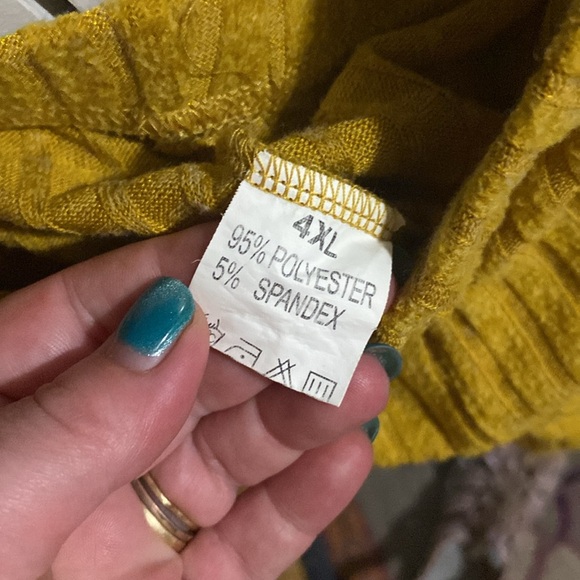 4XL
95% POLYESTER
5% SPANDEX